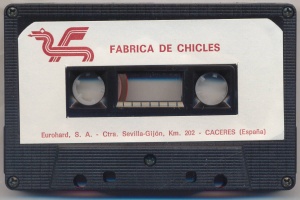 FABRICA DE CHICLES
Eurohard, S. A. - Ctra. Sevilla-Gijón, Km. 202 - CACERES (España)